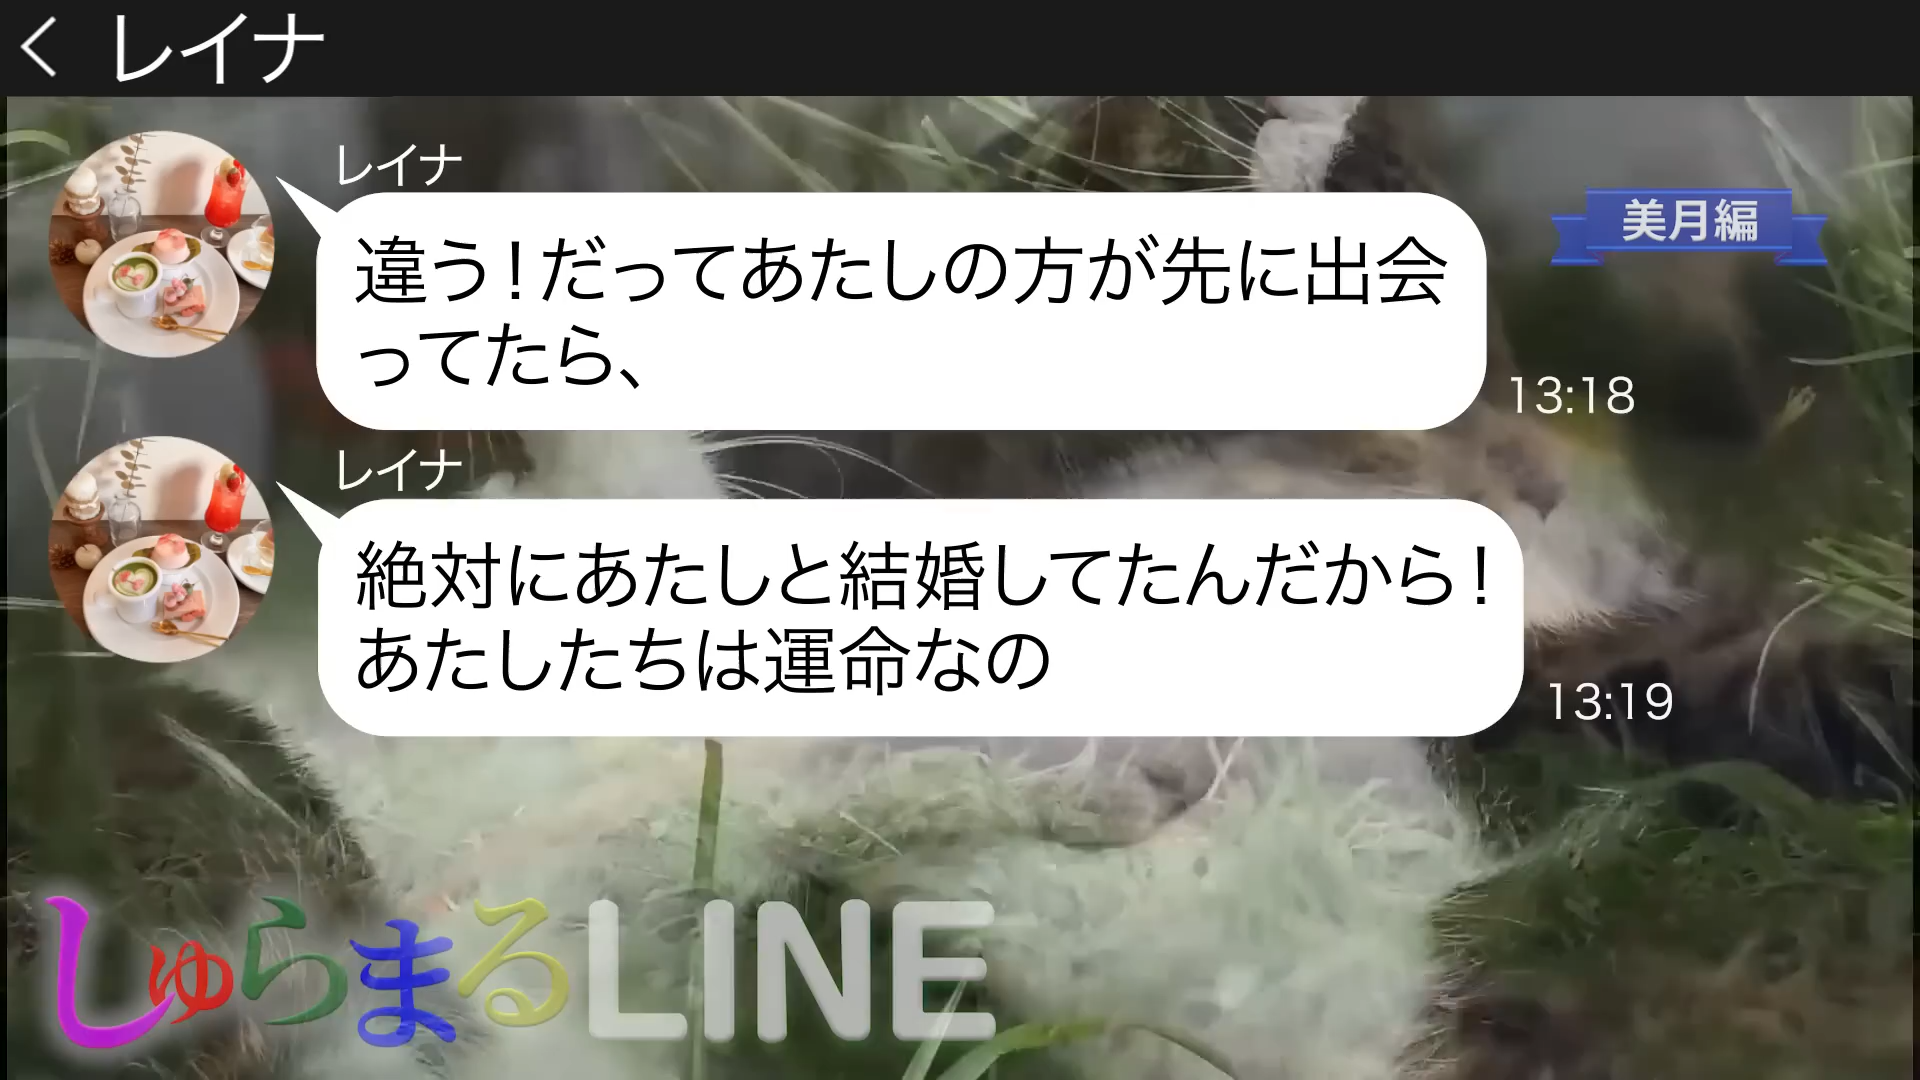 レイナ
レイナ
美月編
違う！だってあたしの方が先に出会
ってたら、
13:18
レイナ
絶対にあたしと結婚してたんだから！
あたしたちは運命なの
13:19
しゅらまるLINE